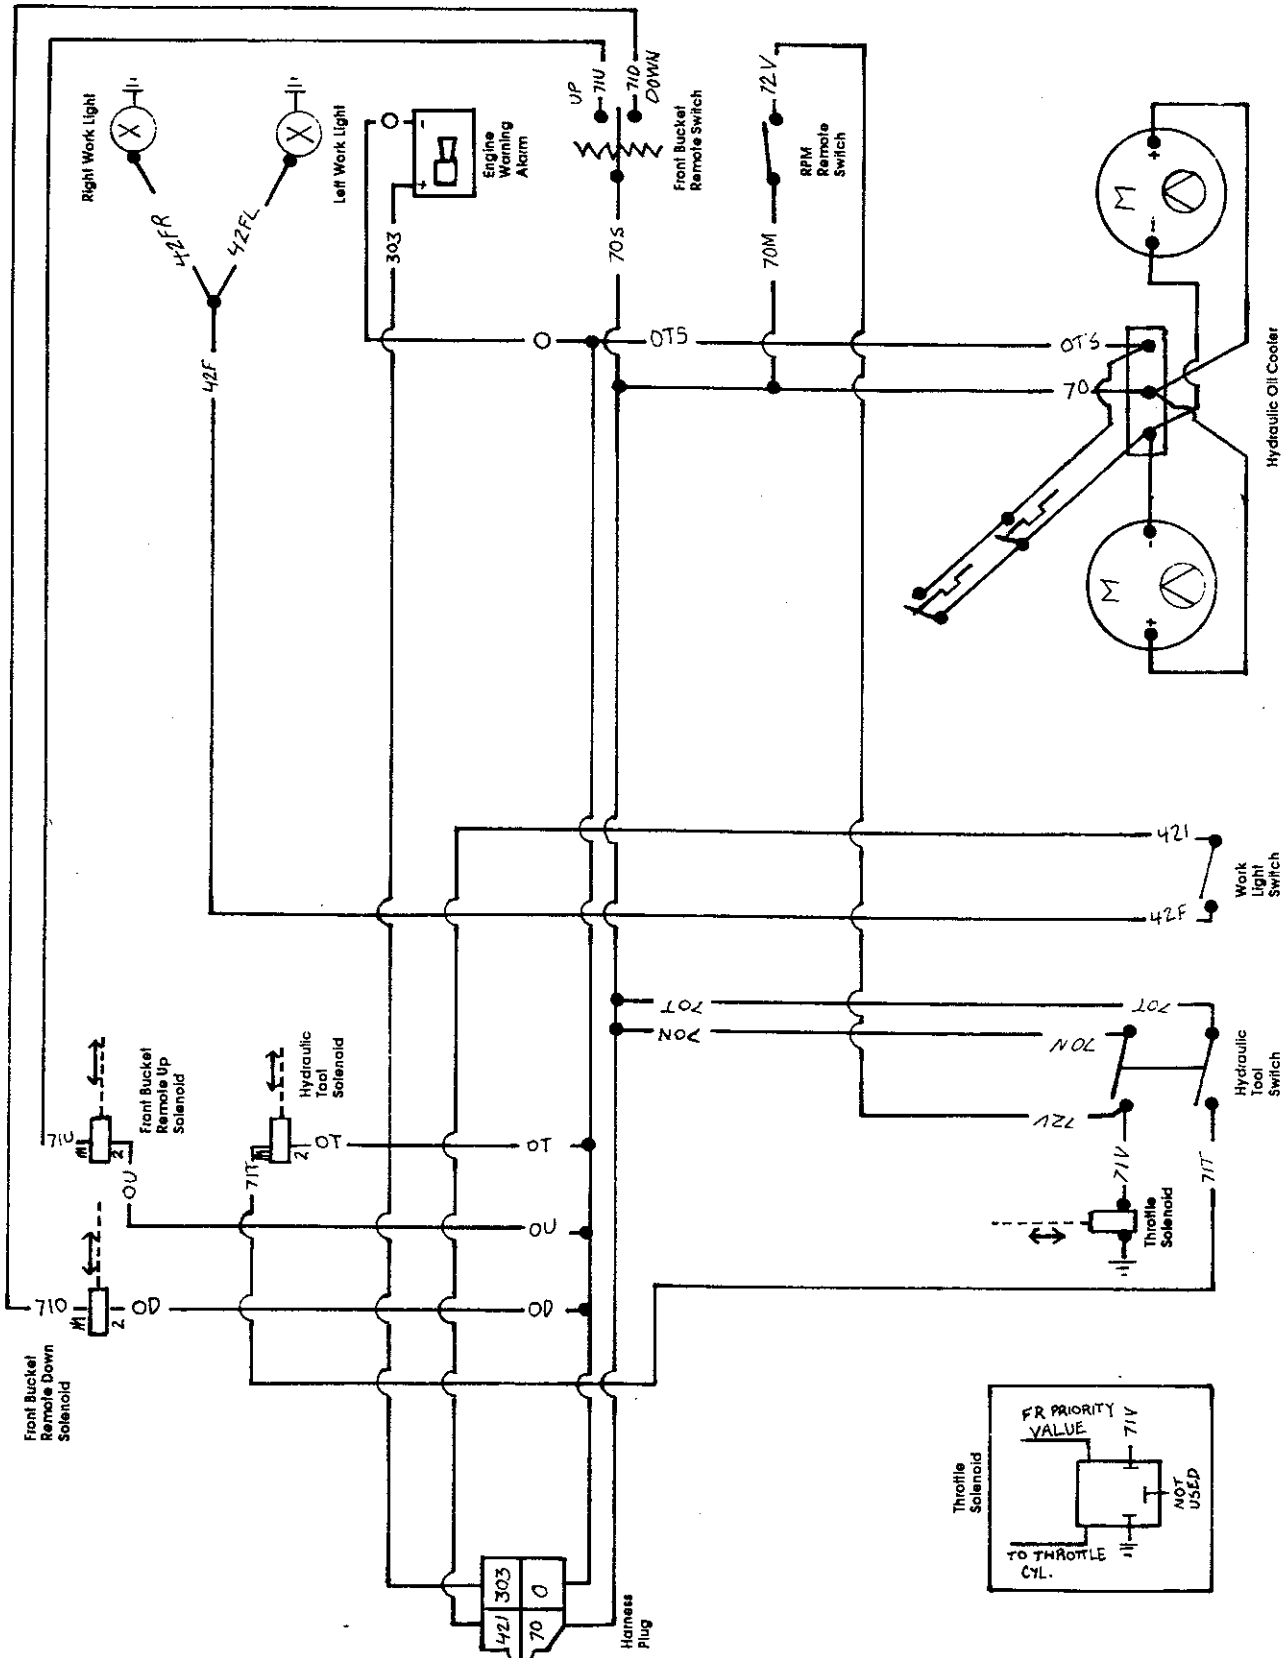 Right Work Light
Left Work Light
42FR
42FL
42F
Engine
Warning
Alarm
+
-
303
O
O
UP
71U
71D
DOWN
Front Bucket
Remote Switch
70S
72V
RPM
Remote
Switch
70M
OTS
OTS
70
M
+
-
M
-
+
Hydraulic Oil Cooler
421
42F
Work
Light
Switch
70T
70T
70N
70N
Hydraulic
Tool
Switch
72V
71V
71T
Throttle
Solenoid
71U
2
OU
Front Bucket
Remote Up
Solenoid
OU
Hydraulic
Tool
Solenoid
71T
2
OT
OT
71D
2
OD
OD
Front Bucket
Remote Down
Solenoid
303
O
421
70
Harness
Plug
Throttle
Solenoid
FR PRIORITY
VALUE
71V
NOT
USED
TO THROTTLE
CYL.